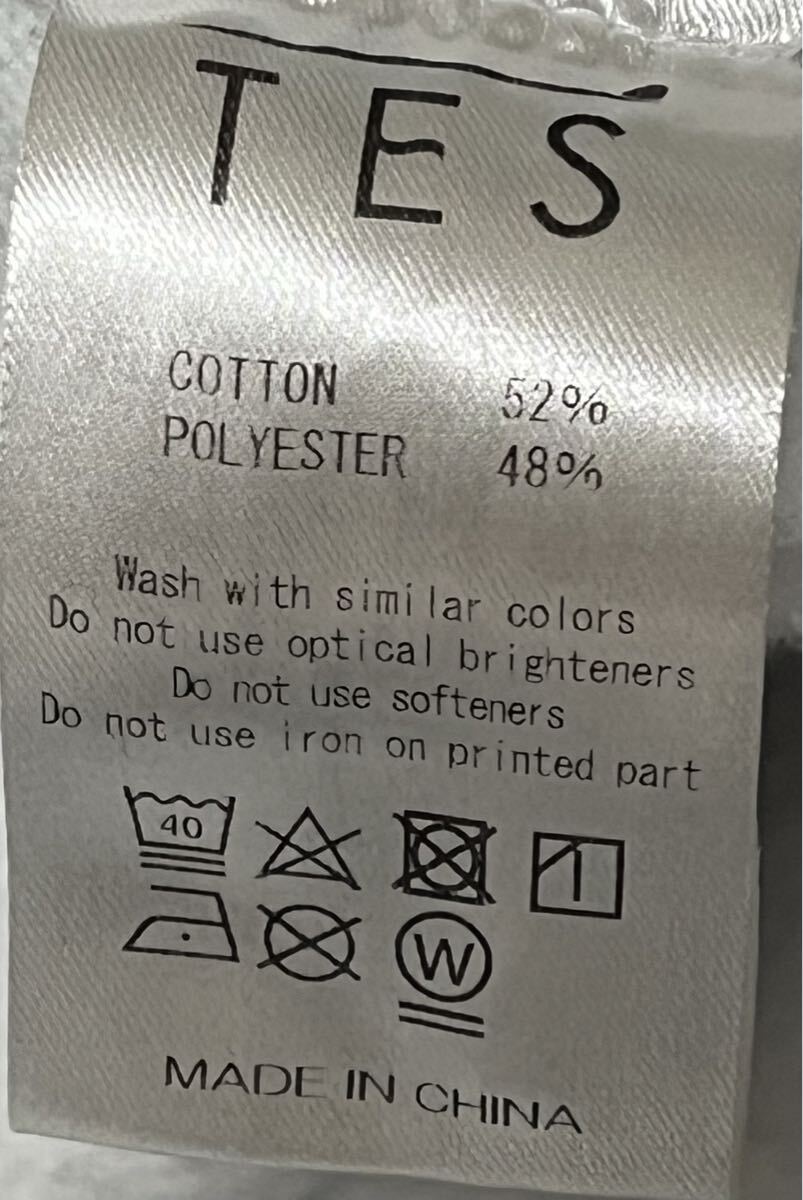 TES
COTTON 52%
POLYESTER 48%
Wash with similar colors
Do not use optical brighteners
Do not use softeners
Do not use iron on printed part
40
W
MADE IN CHINA